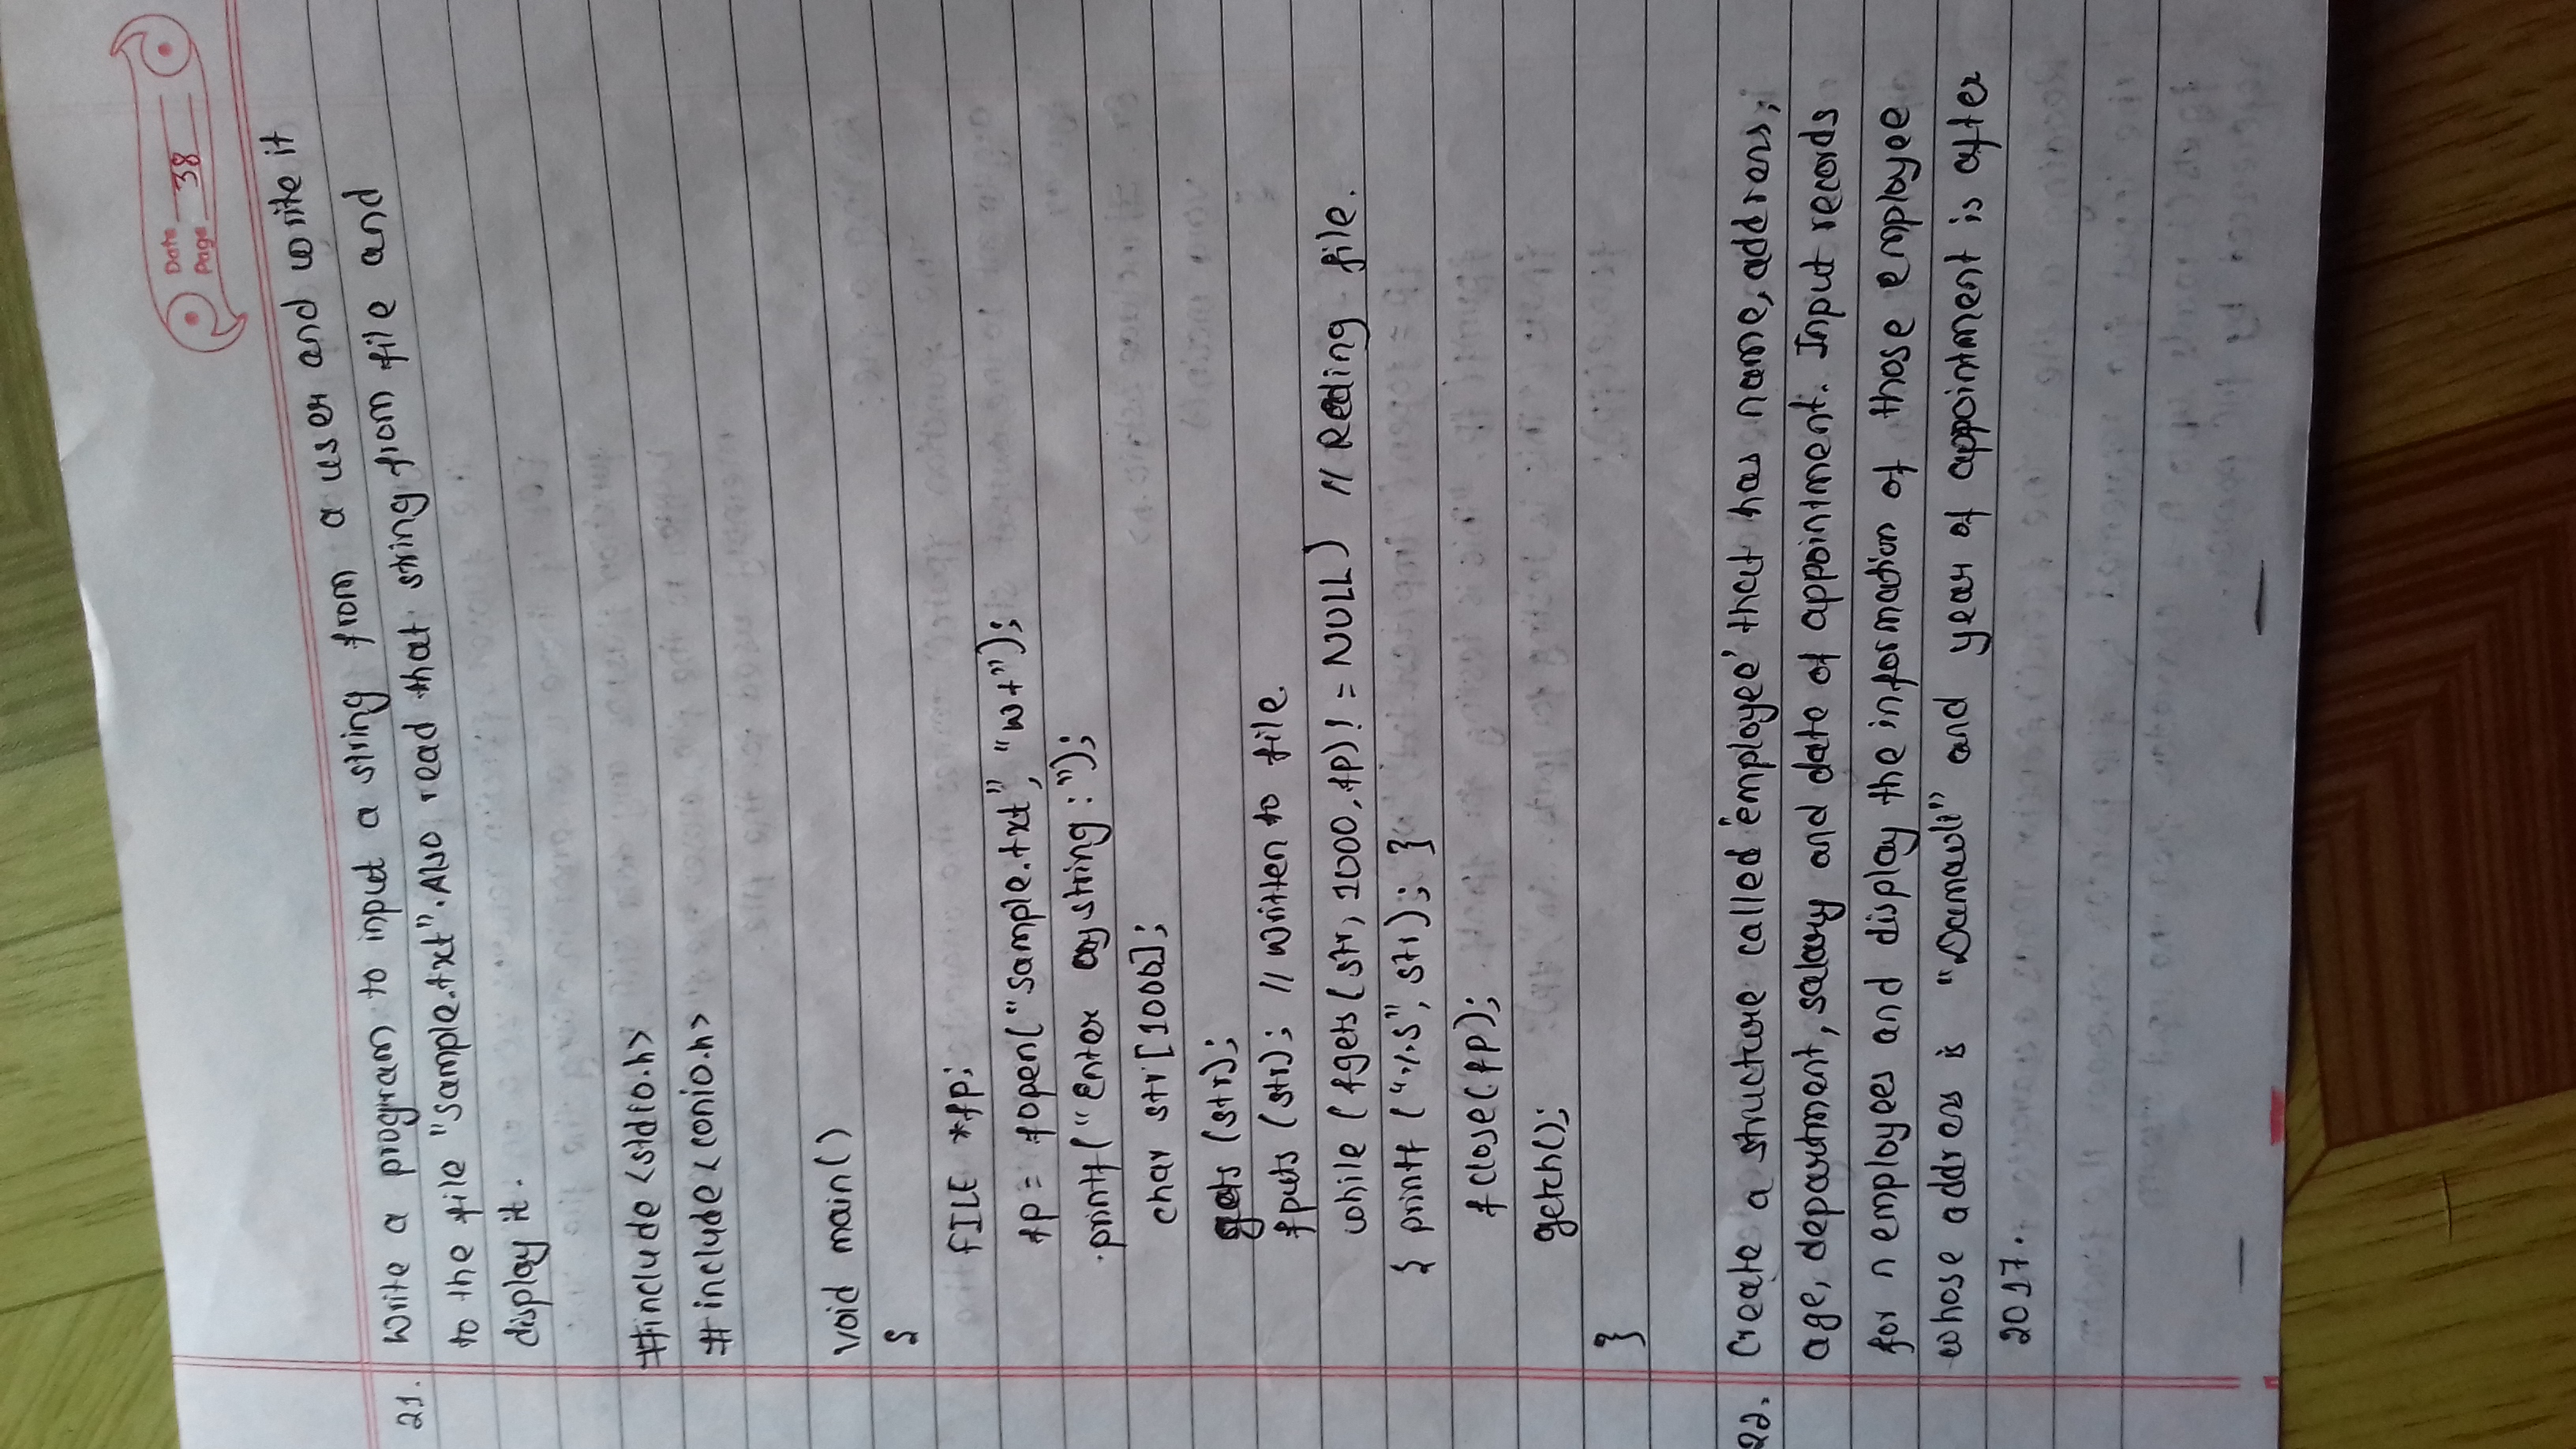 Date
Page 38
21. Write a program to input a string from a user and write it
to the file "sample.txt". Also read that string from file and
display it.
#include <stdio.h>
#include <conio.h>
void main()
{
FILE *fp;
fp = fopen("sample.txt", "w+");
printf("Enter string :");
char str[1000];
gets (str);
fputs (str); // Written to file.
while (fgets(str, 1000, fp) != NULL) // Reding file.
{ printf ("%s", str); }
fclose(fp);
getch();
}
22. Create a structure called 'employee' that has name, address,
age, department, salary and date of appointment. Input records
for n employees and display the information of those employee
whose address is "Damauli" and year of appointment is after
2017.